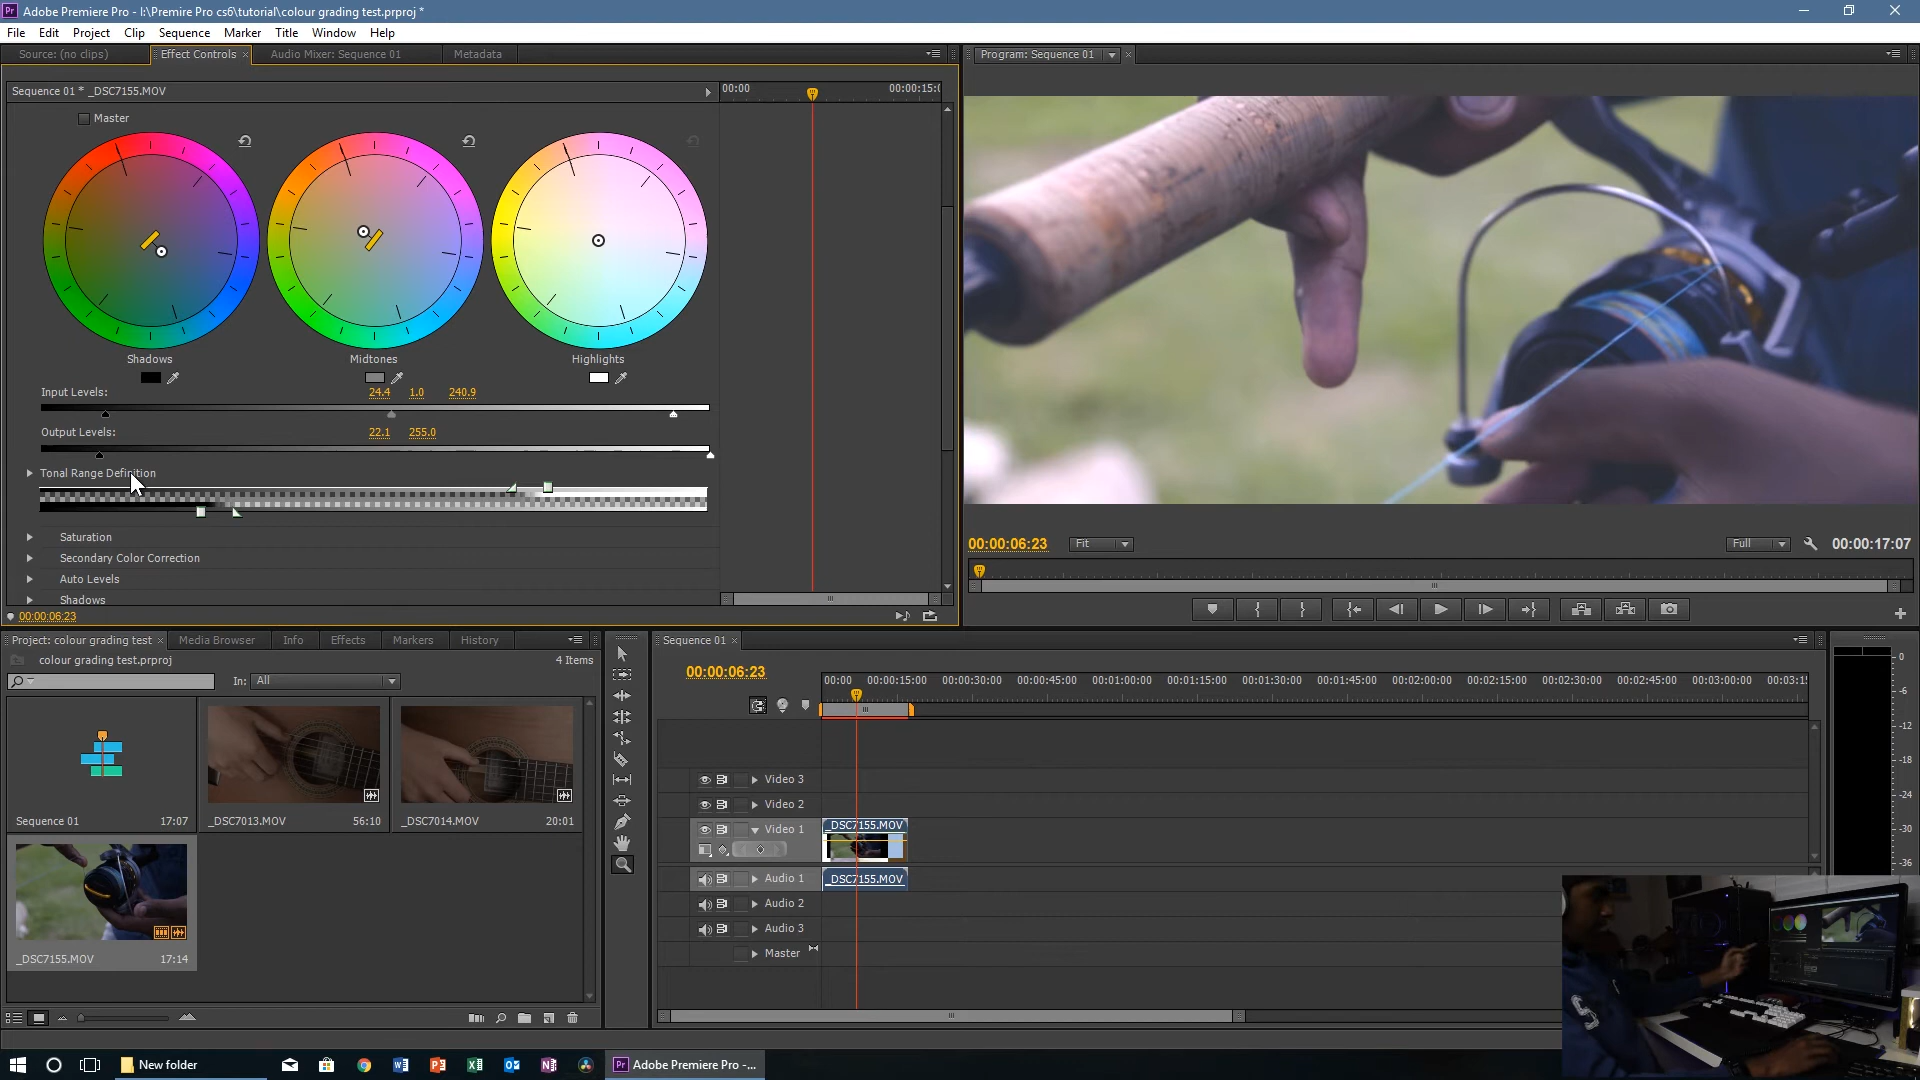 Adobe Premiere Pro - I:\Premire Pro cs6\tutorial\colour grading test.prproj *
File Edit Project Clip Sequence Marker Title Window Help
Source: (no clips) Effect Controls Audio Mixer: Sequence 01 Metadata
Program: Sequence 01
Sequence 01 * _DSC7155.MOV
00:00 00:00:15:0
Master
Shadows Midtones Highlights
Input Levels: 24.4 1.0 240.9
Output Levels: 22.1 255.0
Tonal Range Definition
Saturation
Secondary Color Correction
Auto Levels
Shadows
00:00:06:23
00:00:06:23 Fit Full 00:00:17:07
Project: colour grading test Media Browser Info Effects Markers History
colour grading test.prproj 4 Items
In: All
Sequence 01 17:07
_DSC7013.MOV 56:10
_DSC7014.MOV 20:01
_DSC7155.MOV 17:14
Sequence 01
00:00:06:23
00:00 00:00:15:00 00:00:30:00 00:00:45:00 00:01:00:00 00:01:15:00 00:01:30:00 00:01:45:00 00:02:00:00 00:02:15:00 00:02:30:00 00:02:45:00 00:03:00:00 00:03:15
Video 3
Video 2
Video 1 _DSC7155.MOV
Audio 1 _DSC7155.MOV
Audio 2
Audio 3
Master
0
-6
-12
-18
-24
-30
-36
New folder
Adobe Premiere Pro -...